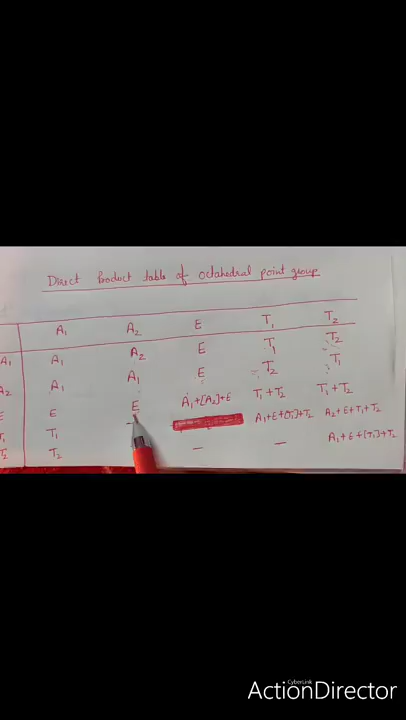 Direct Product table of octahedral point group
A₁ A₂ E T₁ T₂
A₁ A₁ A₂ E T₁ T₂
A₂ A₁ A₁ E T₂ T₁
E E E A₁+[A₂]+E T₁+T₂ T₁+T₂
T₁ T₁ A₁+E+[T₁]+T₂ A₂+E+T₁+T₂
T₂ T₂ — — A₁+E+[T₁]+T₂
CyberLink
ActionDirector